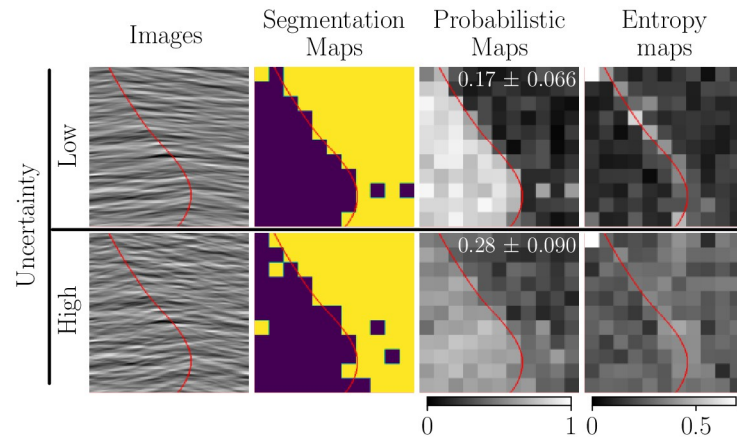 Images
Segmentation
Maps
Probabilistic
Maps
Entropy
maps
Uncertainty
Low
0.17 ± 0.066
High
0.28 ± 0.090
0
1
0
0.5